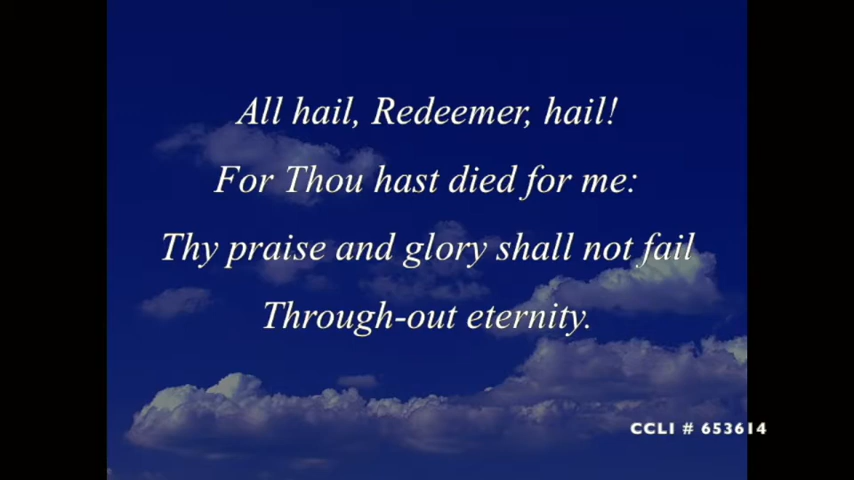 All hail, Redeemer, hail!
For Thou hast died for me:
Thy praise and glory shall not fail
Through-out eternity.
CCLI # 653614